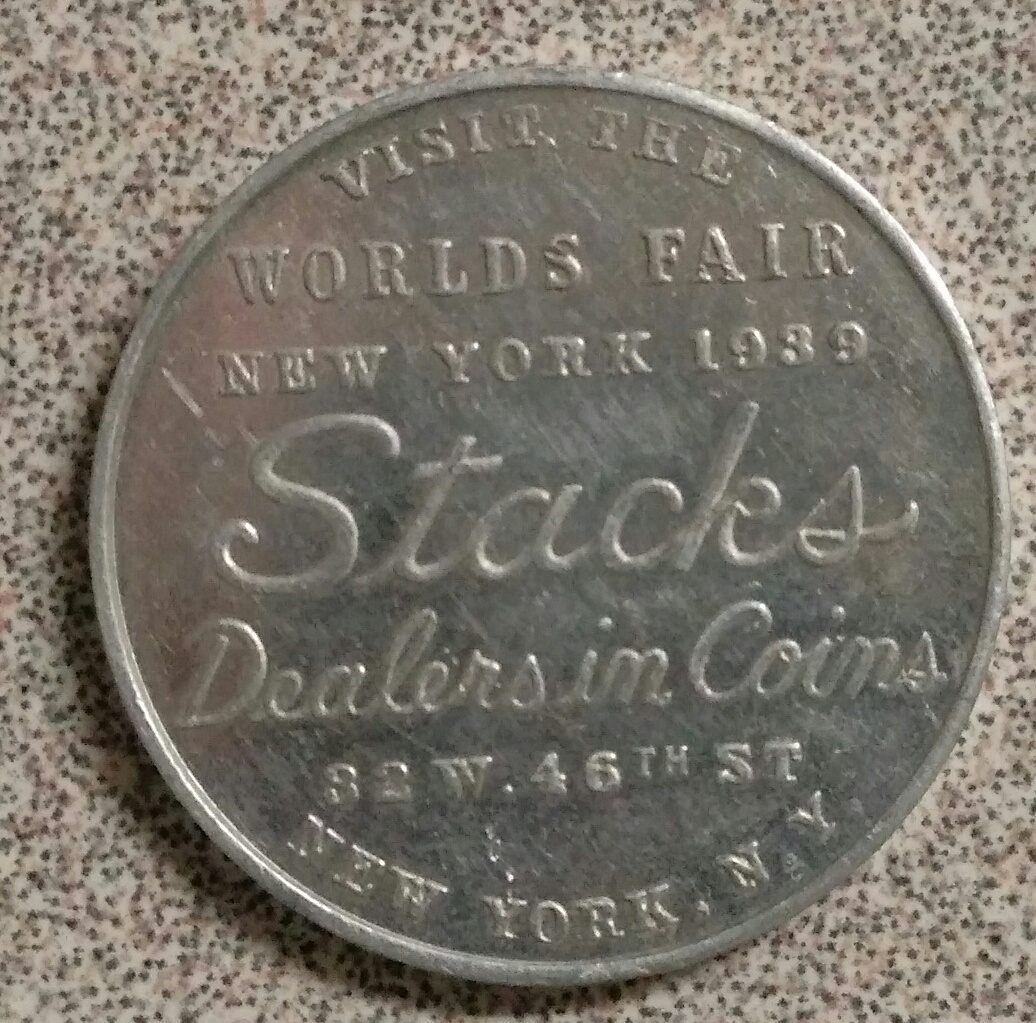 VISIT THE
WORLDS FAIR
NEW YORK 1939
Stacks
Dealers in Coins
32 W. 46TH ST
NEW YORK, N.Y.